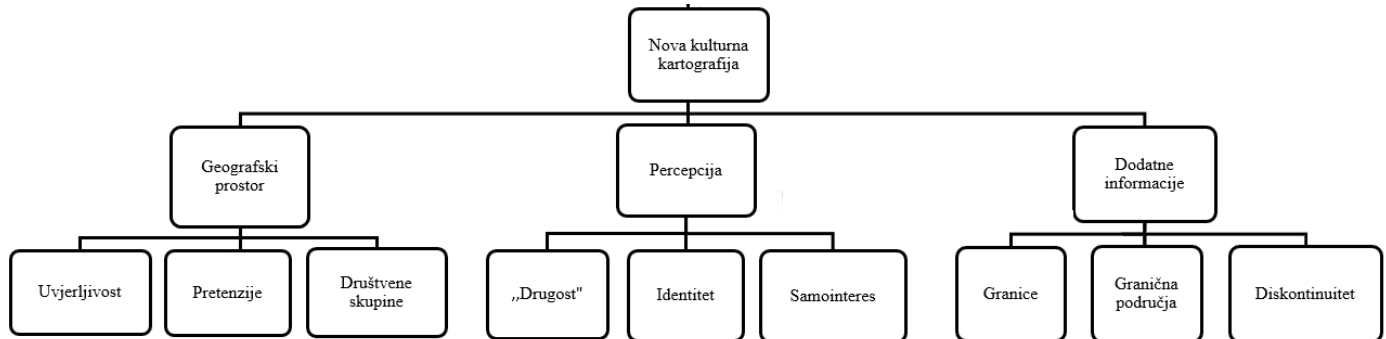 Nova kulturna
kartografija
Geografski
prostor
Percepcija
Dodatne
informacije
Uvjerljivost
Pretenzije
Društvene
skupine
,,Drugost"
Identitet
Samointeres
Granice
Granična
područja
Diskontinuitet